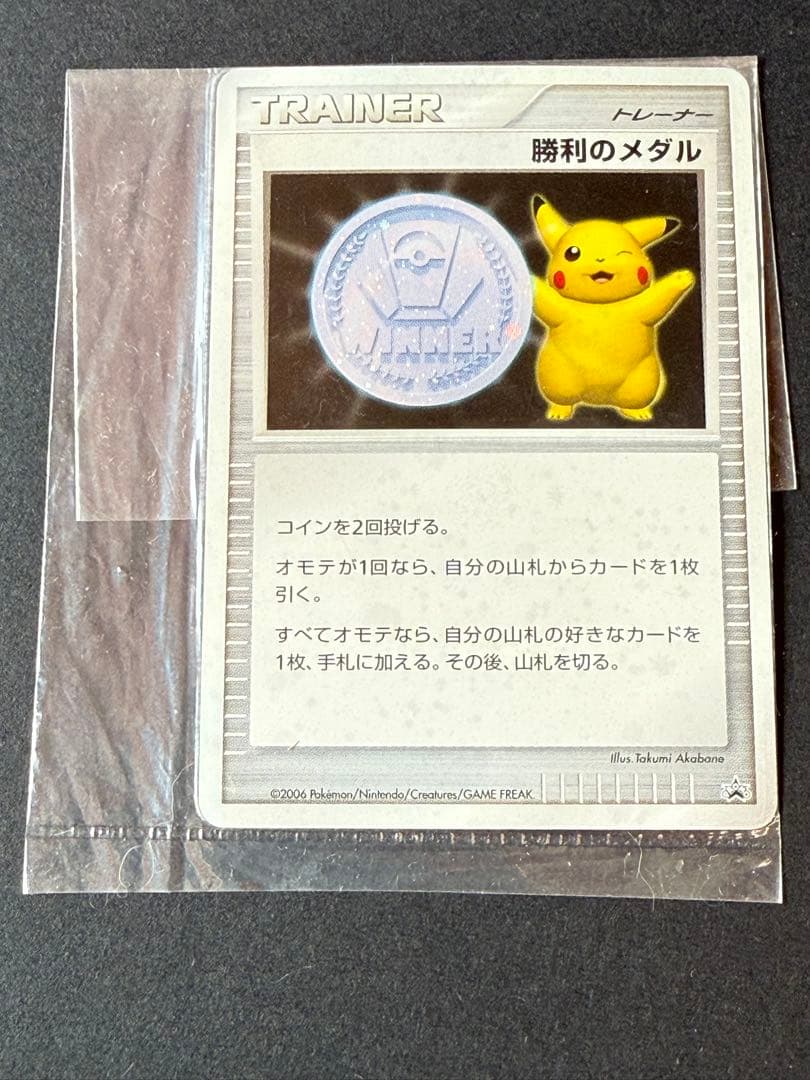 TRAINER
トレーナー
勝利のメダル
WINNER
コインを2回投げる。
オモテが1回なら、自分の山札からカードを1枚
引く。
すべてオモテなら、自分の山札の好きなカードを
1枚、手札に加える。その後、山札を切る。
Illus.Takumi Akabane
©2006 Pokémon/Nintendo/Creatures/GAME FREAK.